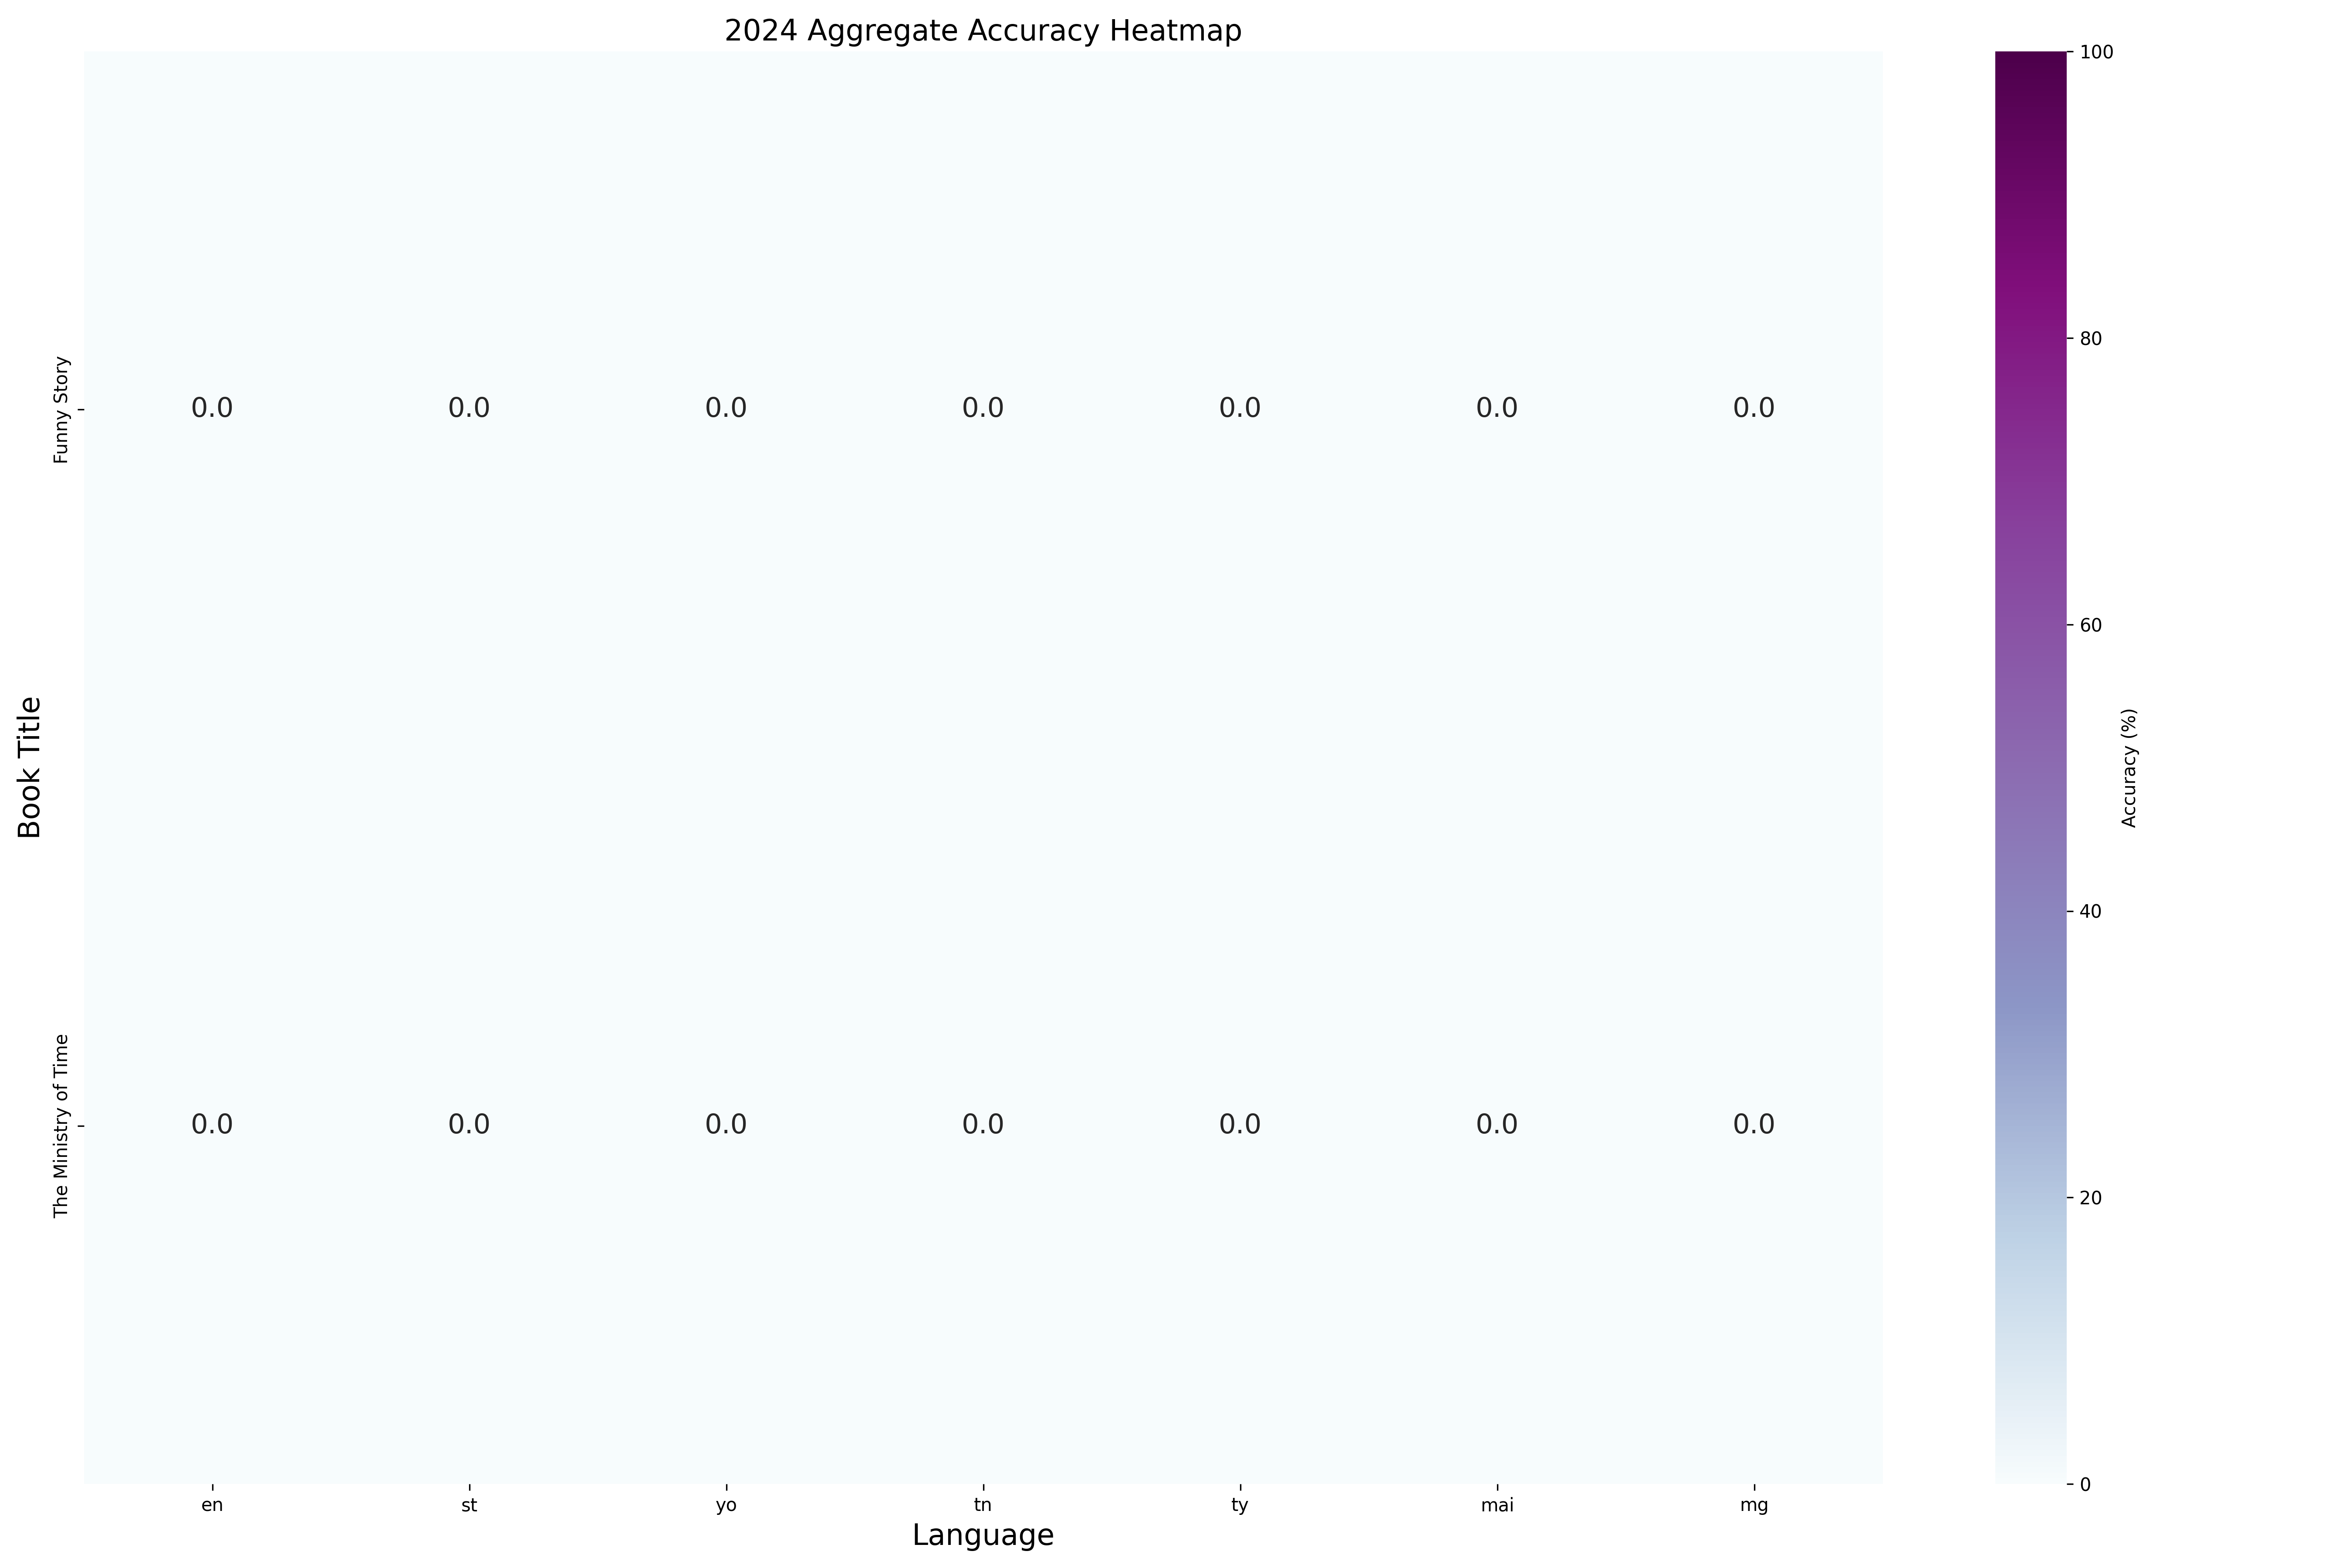 2024 Aggregate Accuracy Heatmap
Book Title
Funny Story
0.0 0.0 0.0 0.0 0.0 0.0 0.0
The Ministry of Time
0.0 0.0 0.0 0.0 0.0 0.0 0.0
en st yo tn ty mai mg
Language
100
80
60
40
20
0
Accuracy (%)